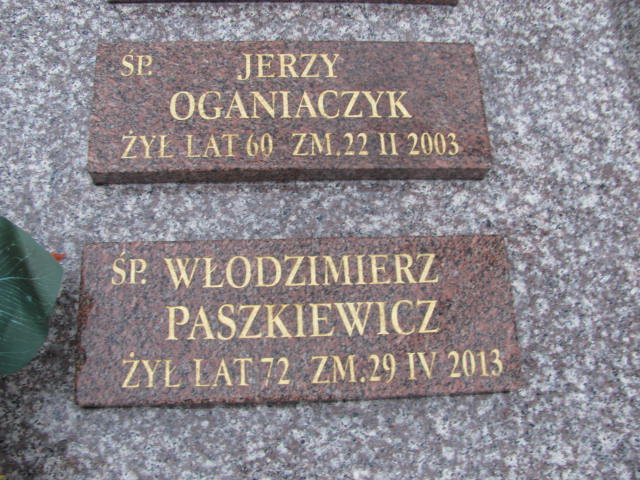 ŚP. JERZY
OGANIACZYK
ŻYŁ LAT 60 ZM.22 II 2003
ŚP. WŁODZIMIERZ
PASZKIEWICZ
ŻYŁ LAT 72 ZM.29 IV 2013